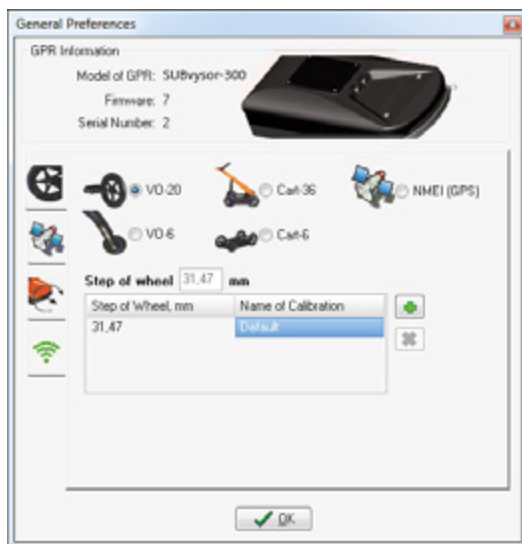 General Preferences
GPR Information
Model of GPR: SUBvysor-300
Firmware: 7
Serial Number: 2
VO-20
Cart-36
NMEI (GPS)
VO-6
Cart-6
Step of wheel 31,47 mm
Step of Wheel, mm Name of Calibration
31,47 Default
OK